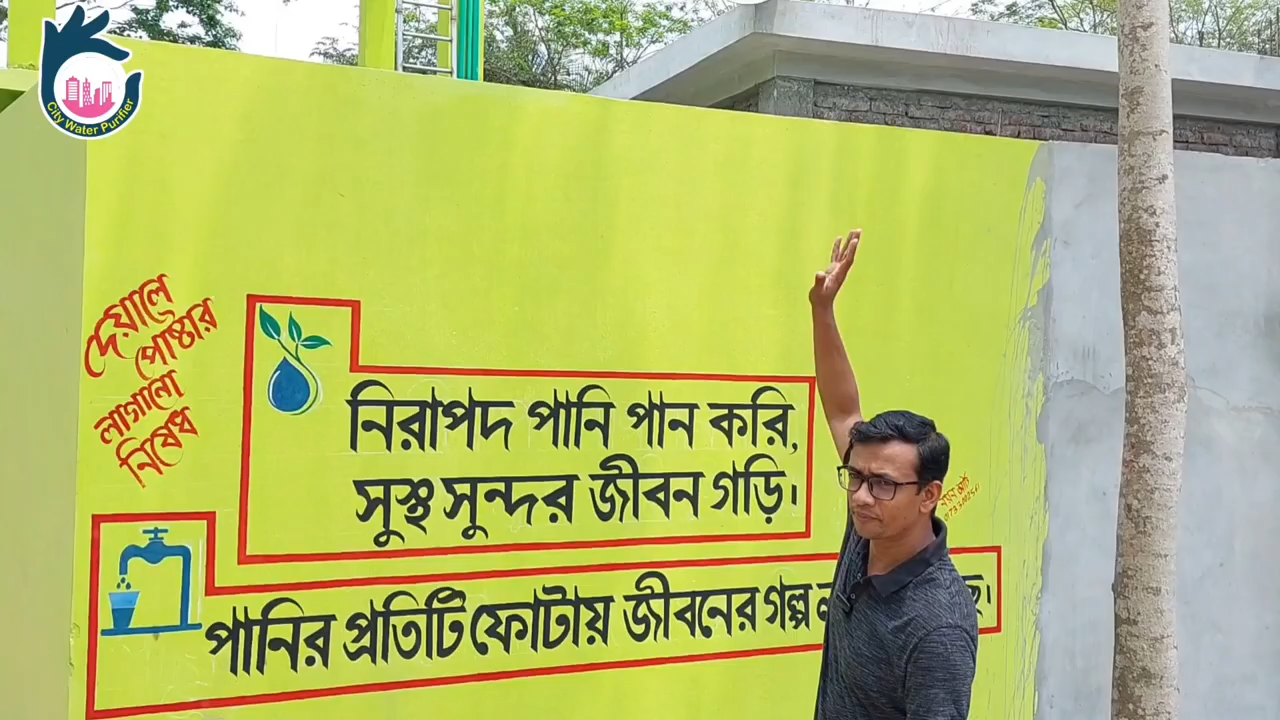 City Water Purifier
দেয়ালে
পোষ্টার
লাগানো
নিষেধ
নিরাপদ পানি পান করি,
সুস্থ সুন্দর জীবন গড়ি।
পানির প্রতিটি ফোটায় জীবনের গল্প